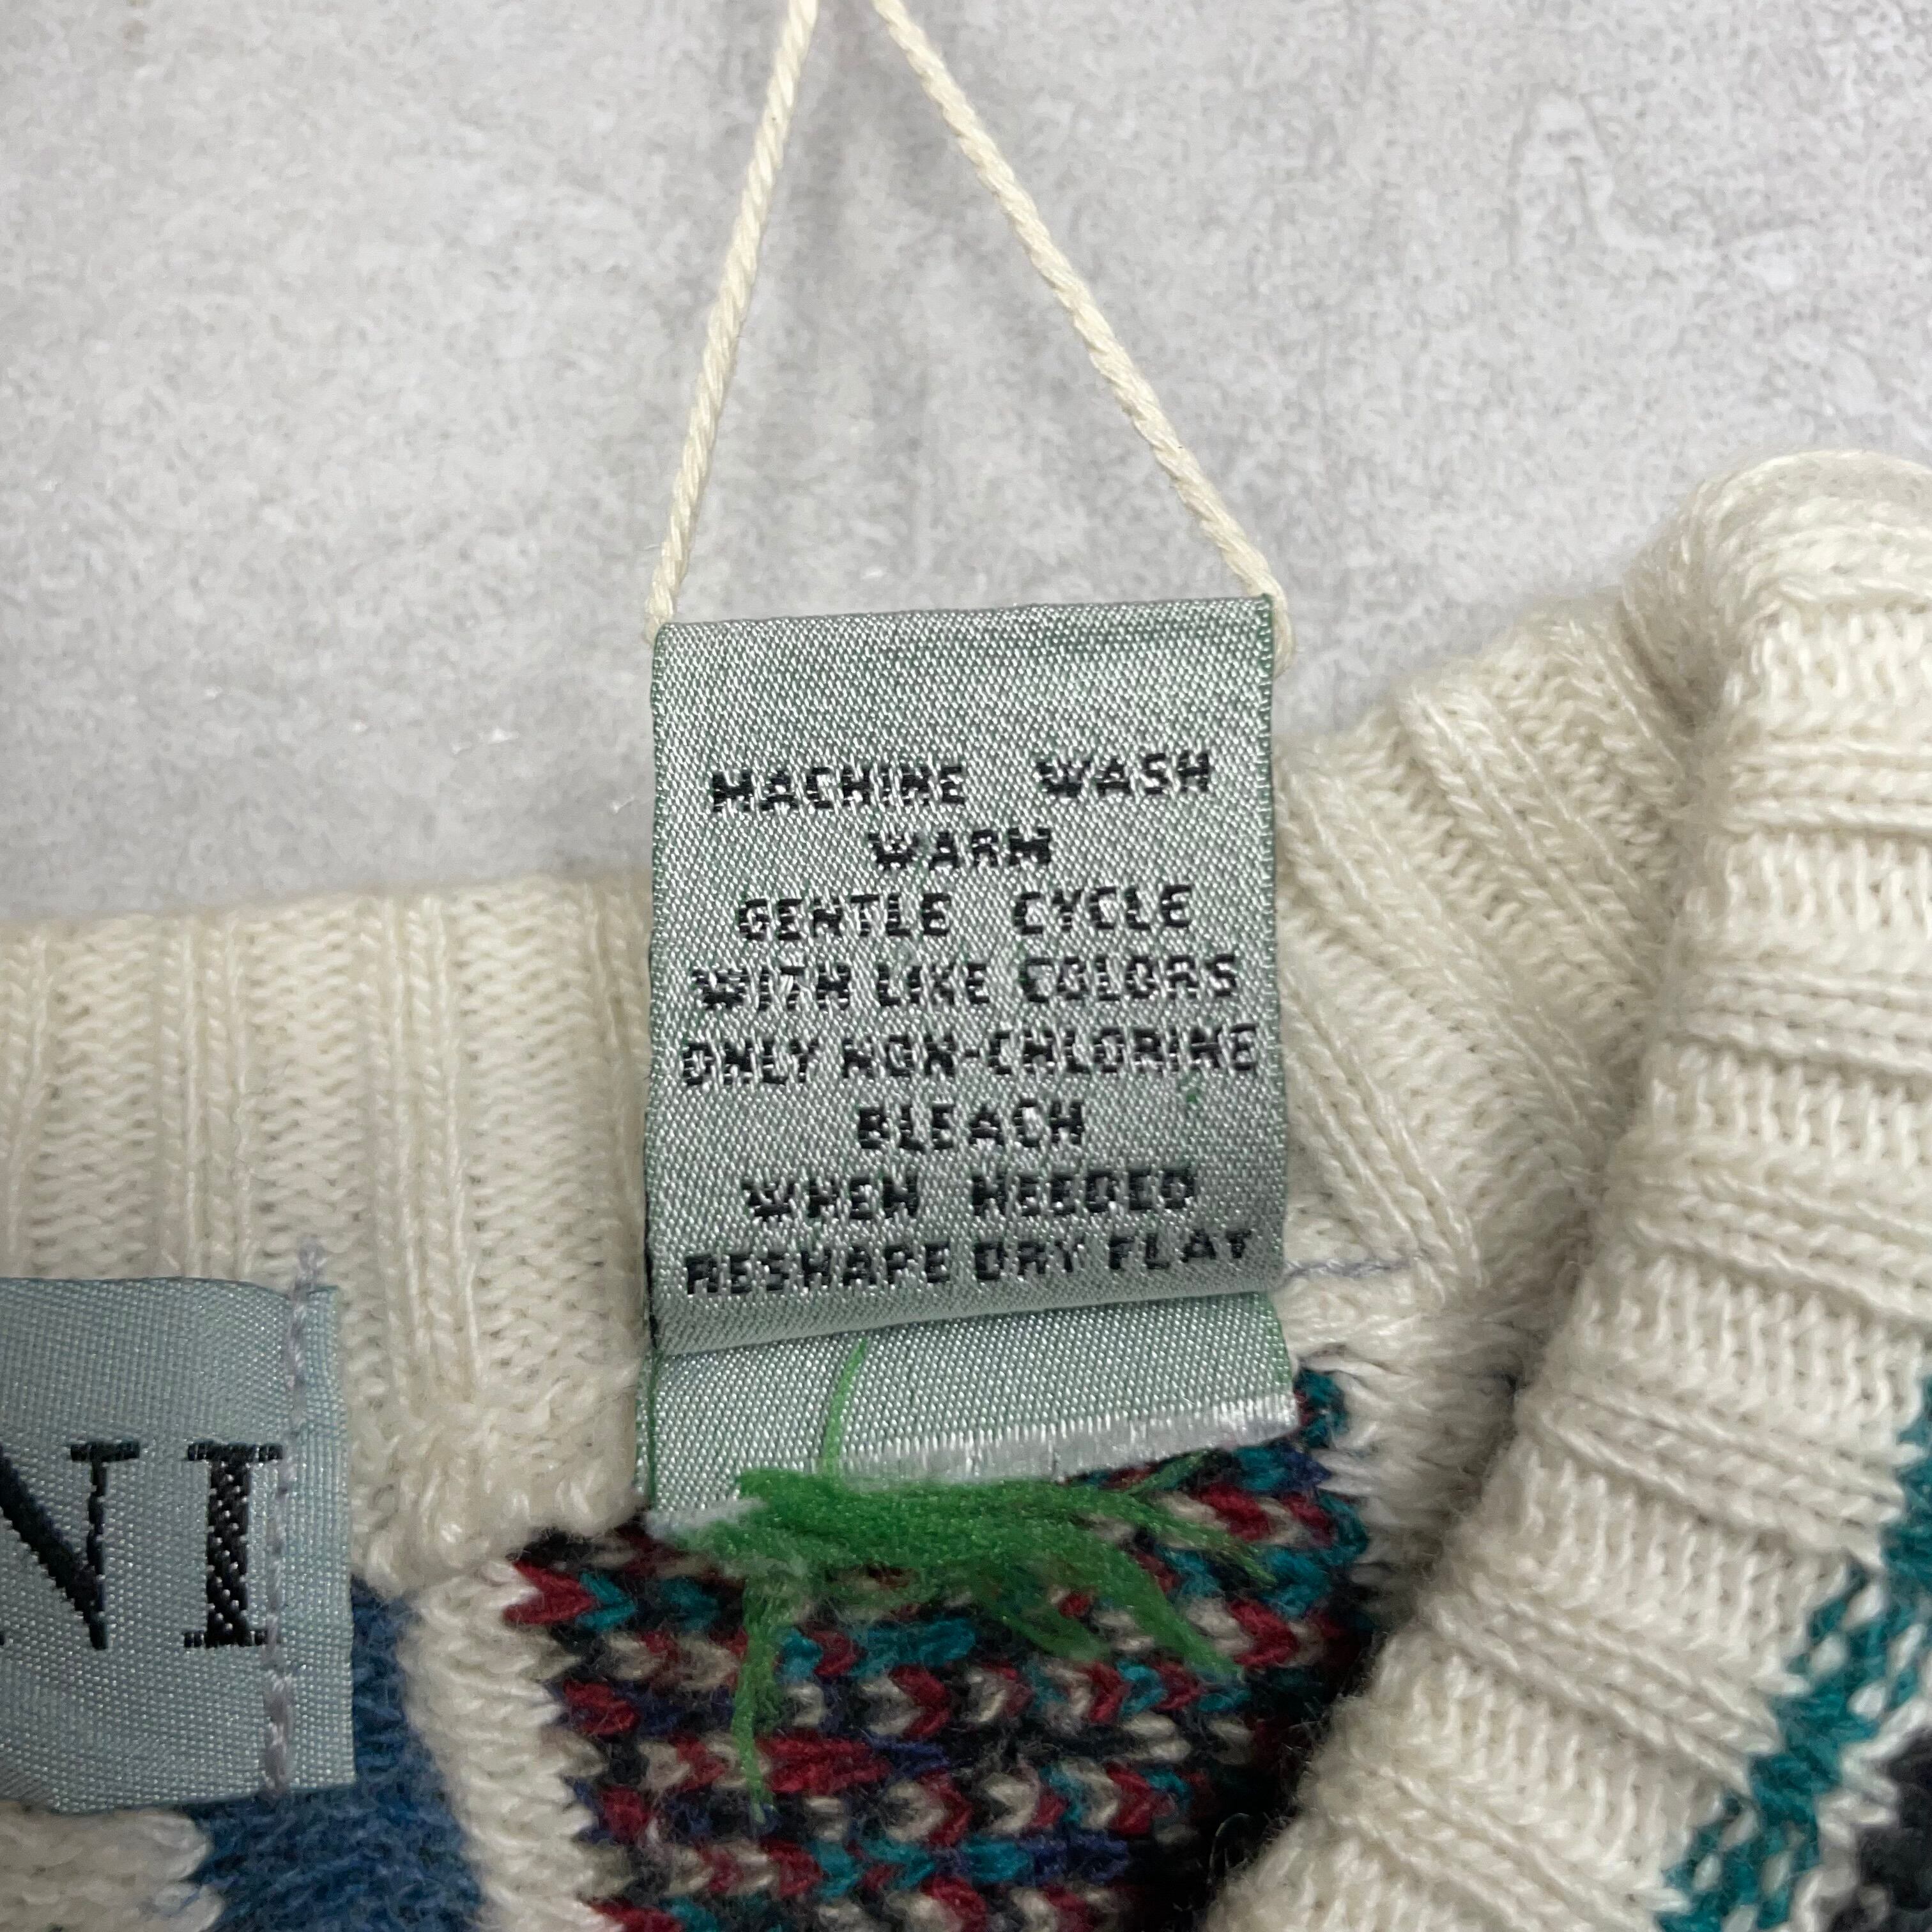 MACHINE WASH
WARM
GENTLE CYCLE
WITH LIKE COLORS
ONLY NON-CHLORINE
BLEACH
WHEN NEEDED
RESHAPE DRY FLAT
NI